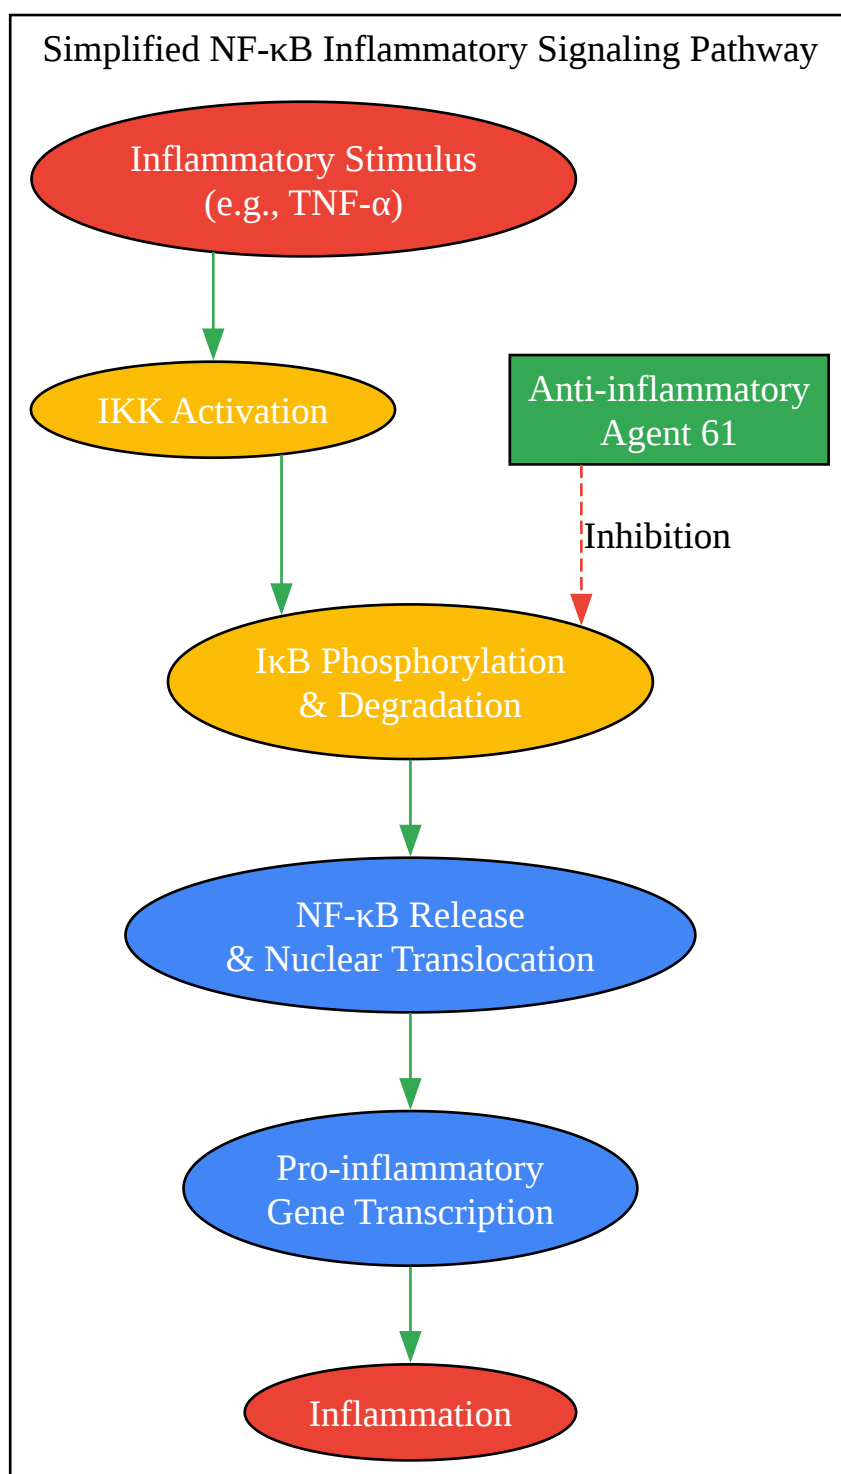 Simplified NF-κB Inflammatory Signaling Pathway
Inflammatory Stimulus
(e.g., TNF-α)
IKK Activation
Anti-inflammatory
Agent 61
Inhibition
IκB Phosphorylation
& Degradation
NF-κB Release
& Nuclear Translocation
Pro-inflammatory
Gene Transcription
Inflammation